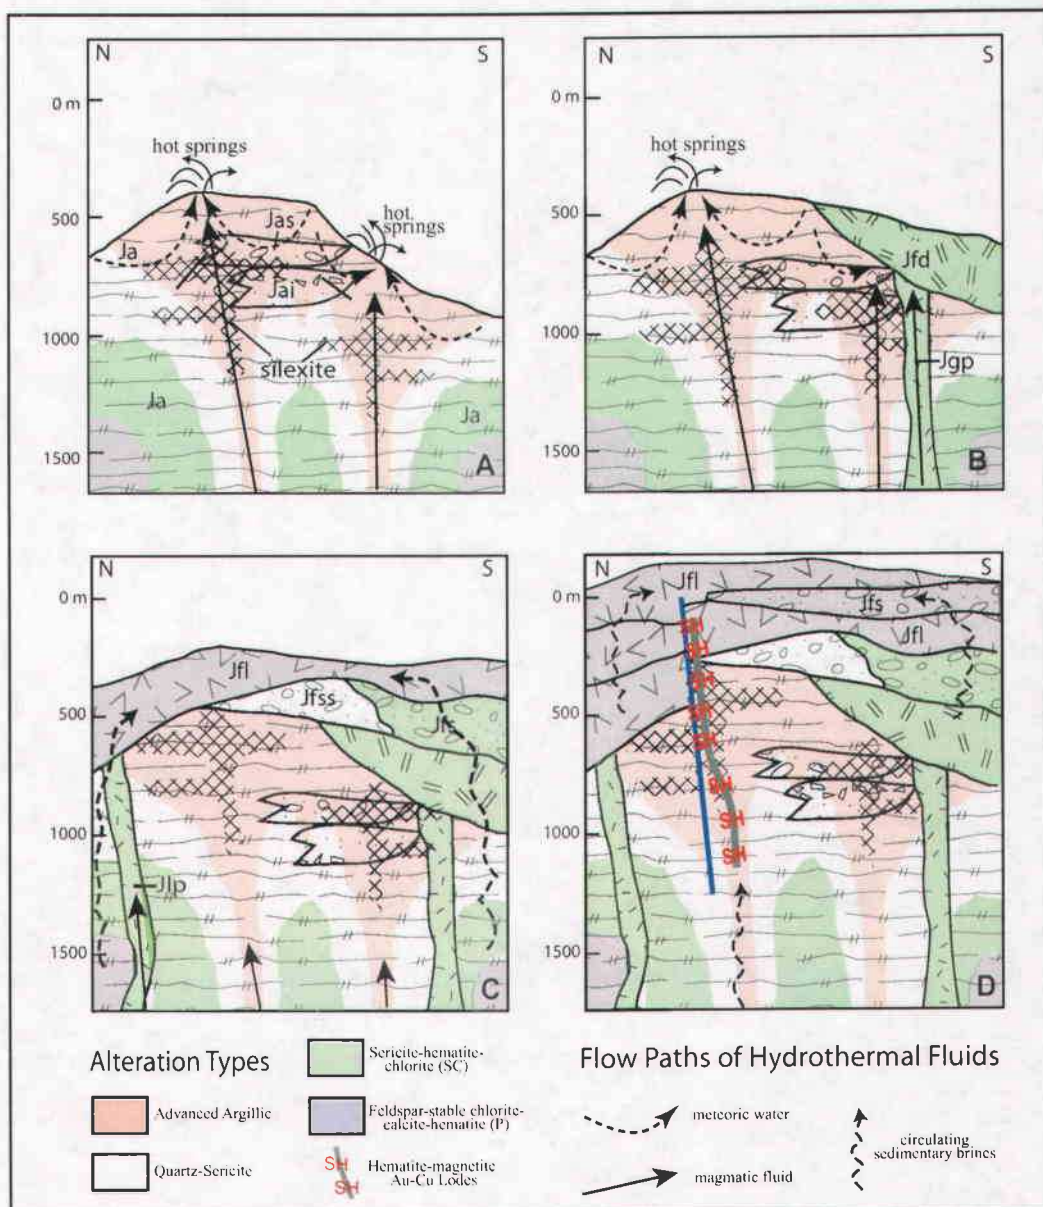 N S
0 m
hot springs
500
hot.
springs
Jas
Ja
Jai
1000
silexite
Ja
Ja
1500
A
N S
0 m
hot springs
500
Jfd
1000
Jgp
1500
B
N S
0 m
Jfl
Jfss
500
1000
Jlp
1500
C
N S
0 m
Jfl
Jfs
Jfl
SH
SH
SH
SH
SH
SH
SH
SH
500
1000
1500
D
Alteration Types
Advanced Argillic
Quartz-Sericite
Sericite-hematite-
chlorite (SC)
Feldspar-stable chlorite-
calcite-hematite (P)
SH
SH
Hematite-magnetite
Au-Cu Lodes
Flow Paths of Hydrothermal Fluids
meteoric water
magmatic fluid
circulating
sedimentary brines